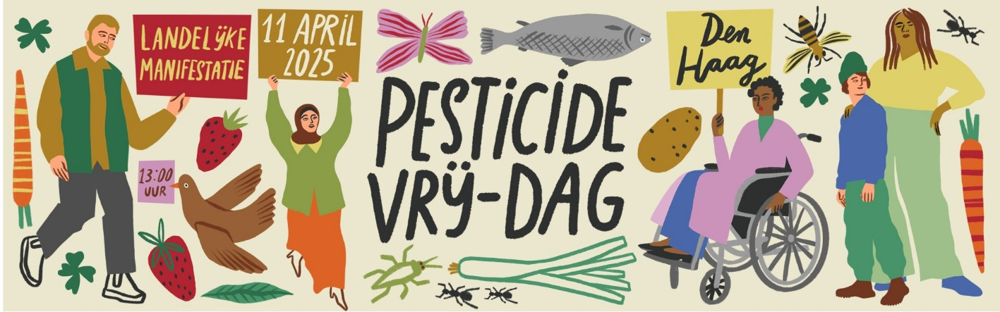 LANDELIJKE
MANIFESTATIE
11 APRIL
2025
13:00
UUR
PESTICIDE
VRIJ-DAG
Den
Haag